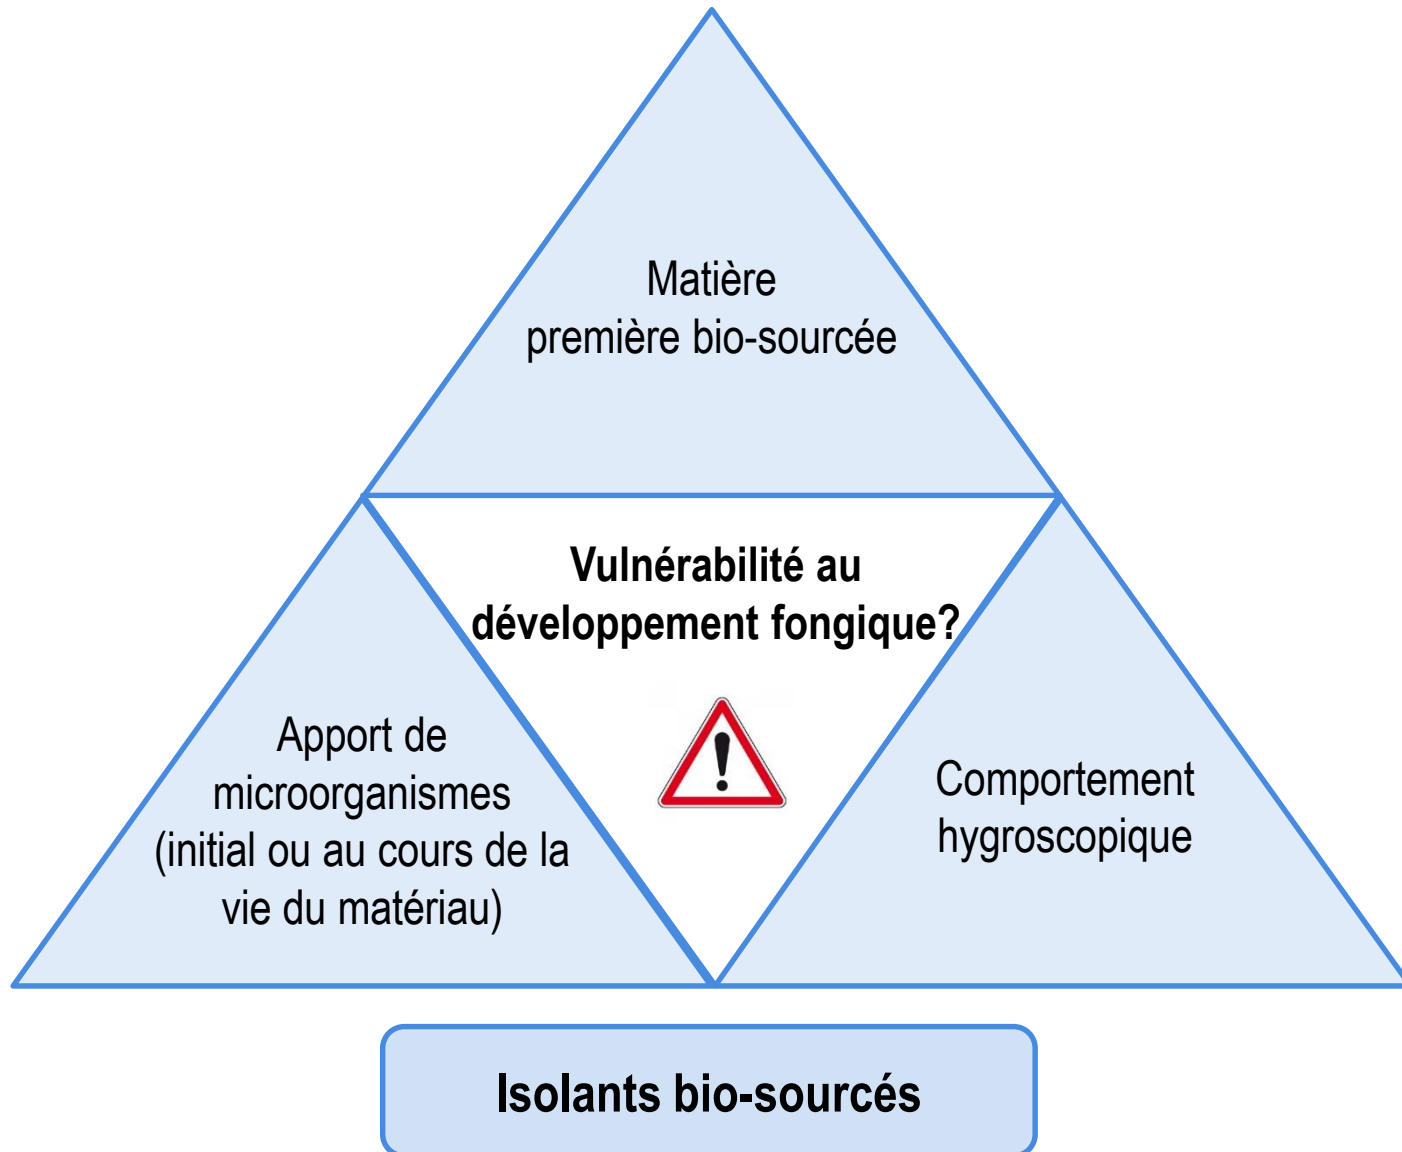 Matière
première bio-sourcée
Vulnérabilité au
développement fongique?
Apport de
microorganismes
(initial ou au cours de la
vie du matériau)
Comportement
hygroscopique
Isolants bio-sourcés